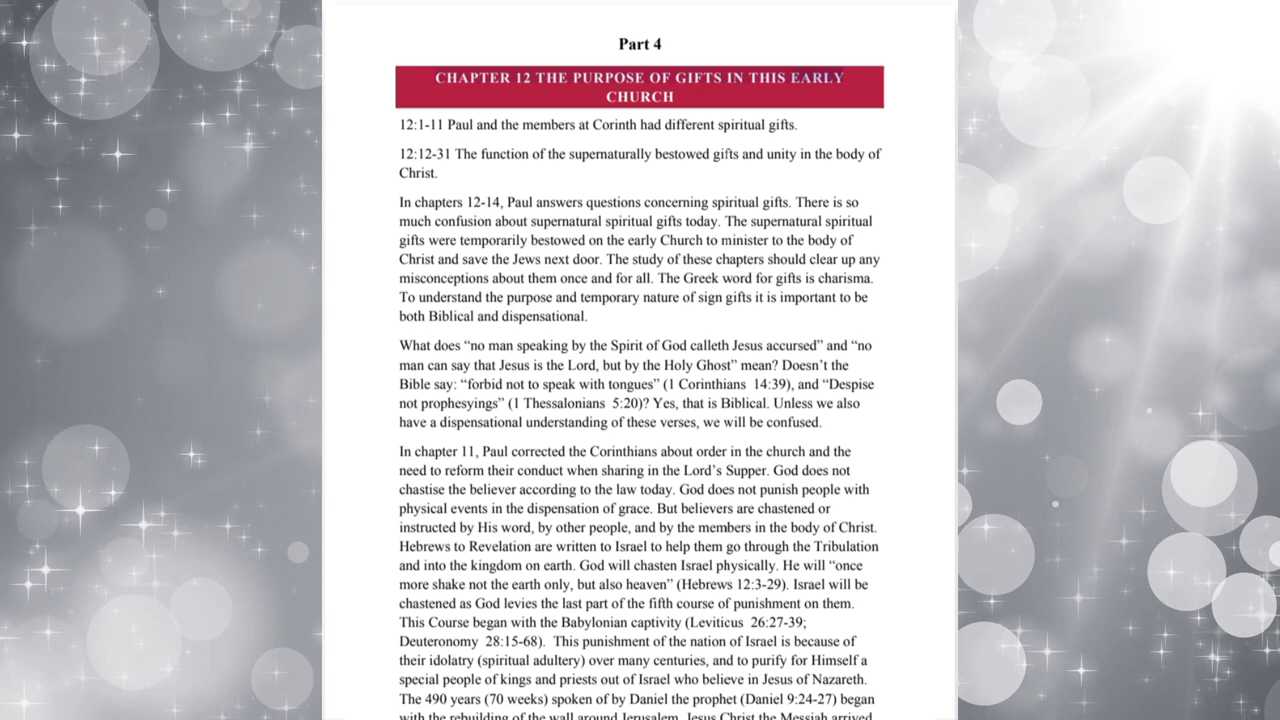 Part 4
CHAPTER 12 THE PURPOSE OF GIFTS IN THIS EARLY
CHURCH
12:1-11 Paul and the members at Corinth had different spiritual gifts.
12:12-31 The function of the supernaturally bestowed gifts and unity in the body of
Christ.
In chapters 12-14, Paul answers questions concerning spiritual gifts. There is so
much confusion about supernatural spiritual gifts today. The supernatural spiritual
gifts were temporarily bestowed on the early Church to minister to the body of
Christ and save the Jews next door. The study of these chapters should clear up any
misconceptions about them once and for all. The Greek word for gifts is charisma.
To understand the purpose and temporary nature of sign gifts it is important to be
both Biblical and dispensational.
What does “no man speaking by the Spirit of God calleth Jesus accursed” and “no
man can say that Jesus is the Lord, but by the Holy Ghost” mean? Doesn’t the
Bible say: “forbid not to speak with tongues” (1 Corinthians  14:39), and “Despise
not prophesyings” (1 Thessalonians  5:20)? Yes, that is Biblical. Unless we also
have a dispensational understanding of these verses, we will be confused.
In chapter 11, Paul corrected the Corinthians about order in the church and the
need to reform their conduct when sharing in the Lord’s Supper. God does not
chastise the believer according to the law today. God does not punish people with
physical events in the dispensation of grace. But believers are chastened or
instructed by His word, by other people, and by the members in the body of Christ.
Hebrews to Revelation are written to Israel to help them go through the Tribulation
and into the kingdom on earth. God will chasten Israel physically. He will “once
more shake not the earth only, but also heaven” (Hebrews 12:3-29). Israel will be
chastened as God levies the last part of the fifth course of punishment on them.
This Course began with the Babylonian captivity (Leviticus  26:27-39;
Deuteronomy  28:15-68).  This punishment of the nation of Israel is because of
their idolatry (spiritual adultery) over many centuries, and to purify for Himself a
special people of kings and priests out of Israel who believe in Jesus of Nazareth.
The 490 years (70 weeks) spoken of by Daniel the prophet (Daniel 9:24-27) began
with the rebuilding of the wall around Jerusalem. Jesus Christ the Messiah arrived